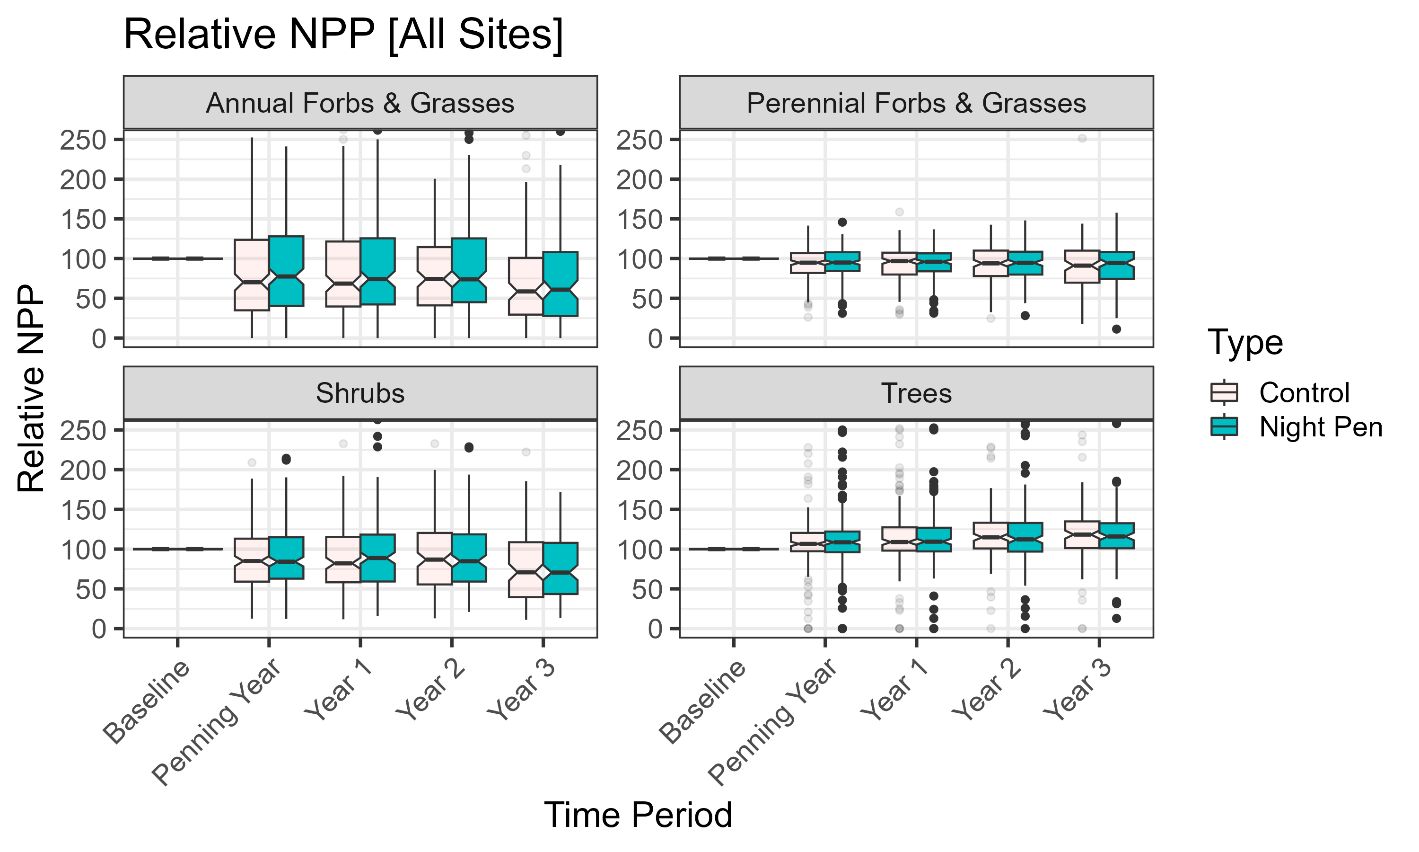 Relative NPP [All Sites]
Annual Forbs & Grasses
Perennial Forbs & Grasses
250
200
150
100
50
0
250
200
150
100
50
0
Shrubs
Trees
250
200
150
100
50
0
250
200
150
100
50
0
Relative NPP
Baseline
Penning Year
Year 1
Year 2
Year 3
Baseline
Penning Year
Year 1
Year 2
Year 3
Time Period
Type
Control
Night Pen